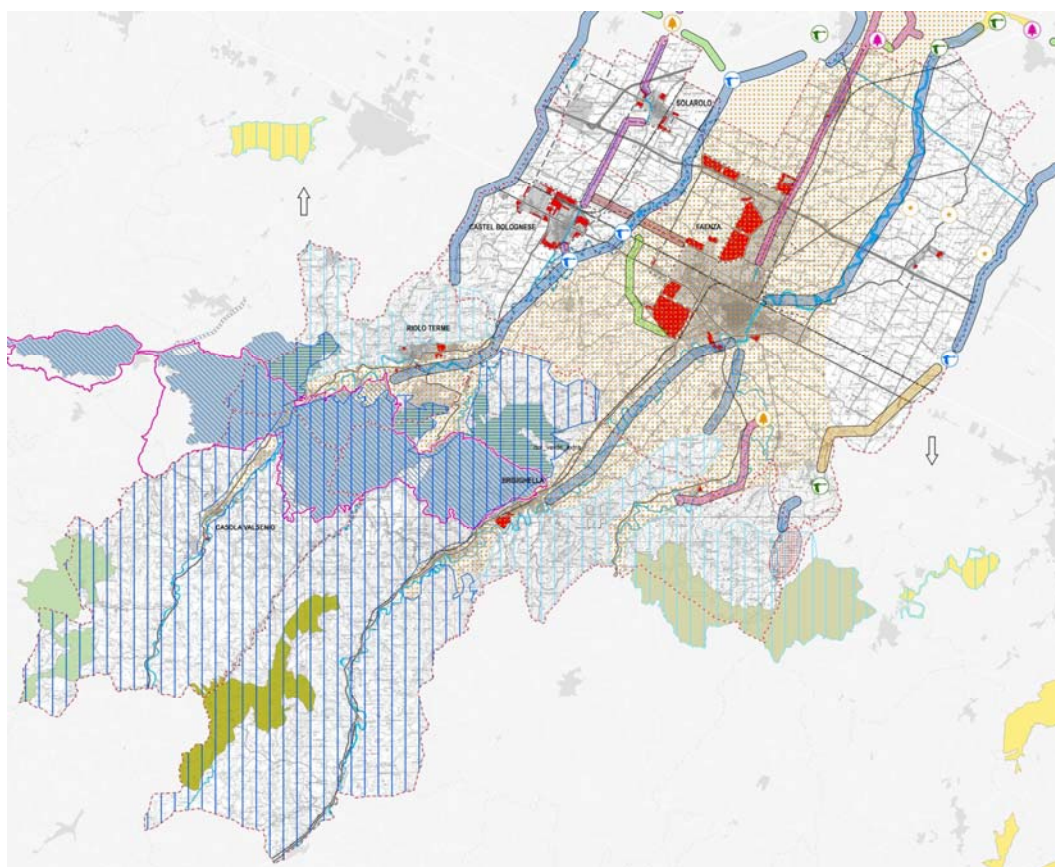 SOLAROLO
CASTEL BOLOGNESE
FAENZA
RIOLO TERME
BRISIGHELLA
CASOLA VALSENIO